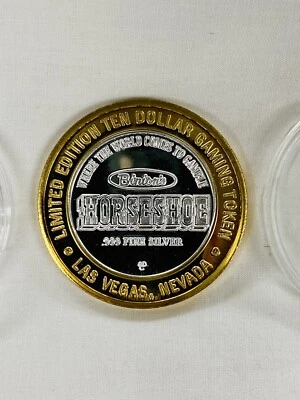 LIMITED EDITION TEN DOLLAR GAMING TOKEN
WHERE THE WORLD COMES TO GAMBLE
Binion's
HORSESHOE
.999 FINE SILVER
LAS VEGAS, NEVADA